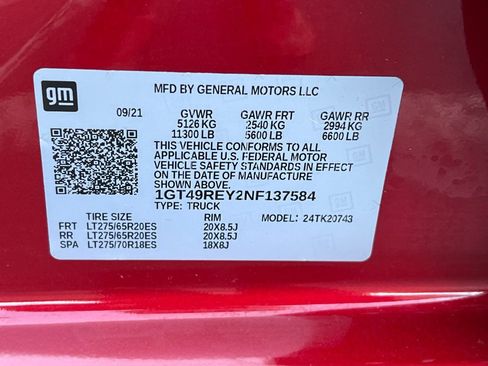 gm
MFD BY GENERAL MOTORS LLC
09/21 GVWR GAWR FRT GAWR RR
5126 KG 2540 KG 2994 KG
11300 LB 5600 LB 6600 LB
THIS VEHICLE CONFORMS TO ALL
APPLICABLE U.S. FEDERAL MOTOR
VEHICLE SAFETY STANDARDS IN EFFECT
ON THE DATE OF MANUFACTURE
SHOWN ABOVE.
1GT49REY2NF137584
TYPE: TRUCK MODEL: 24TK20743
TIRE SIZE RIM
FRT LT275/65R20ES 20X8.5J
RR LT275/65R20ES 20X8.5J
SPA LT275/70R18ES 18X8J